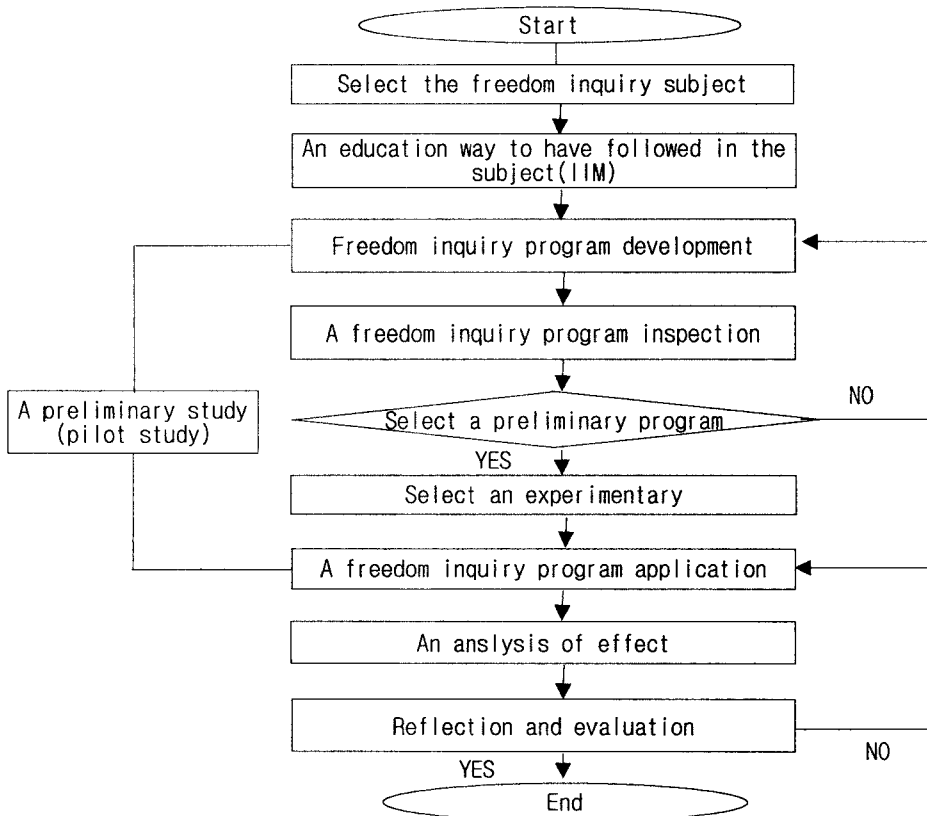 Start
Select the freedom inquiry subject
An education way to have followed in the
subject(IIM)
Freedom inquiry program development
A freedom inquiry program inspection
A preliminary study
(pilot study)
Select a preliminary program
NO
YES
Select an experimentary
A freedom inquiry program application
An anslysis of effect
Reflection and evaluation
NO
YES
End